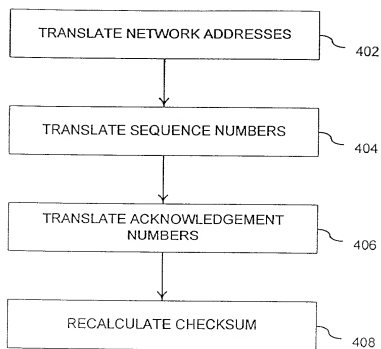 TRANSLATE NETWORK ADDRESSES
402
TRANSLATE SEQUENCE NUMBERS
404
TRANSLATE ACKNOWLEDGEMENT
NUMBERS
406
RECALCULATE CHECKSUM
408